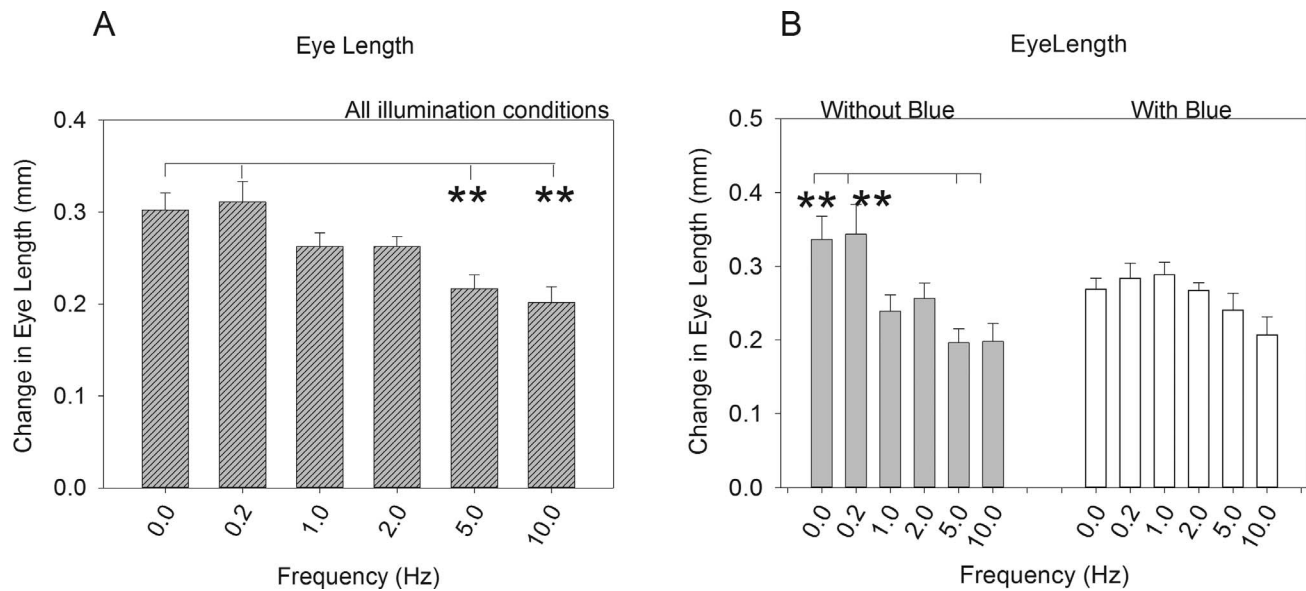 A
Eye Length
All illumination conditions
0.4
0.3
0.2
0.1
0.0
Change in Eye Length (mm)
** **
0.0 0.2 1.0 2.0 5.0 10.0
Frequency (Hz)
B
EyeLength
Without Blue With Blue
0.5
0.4
0.3
0.2
0.1
0.0
Change in Eye Length (mm)
** **
0.0 0.2 1.0 2.0 5.0 10.0 0.0 0.2 1.0 2.0 5.0 10.0
Frequency (Hz)